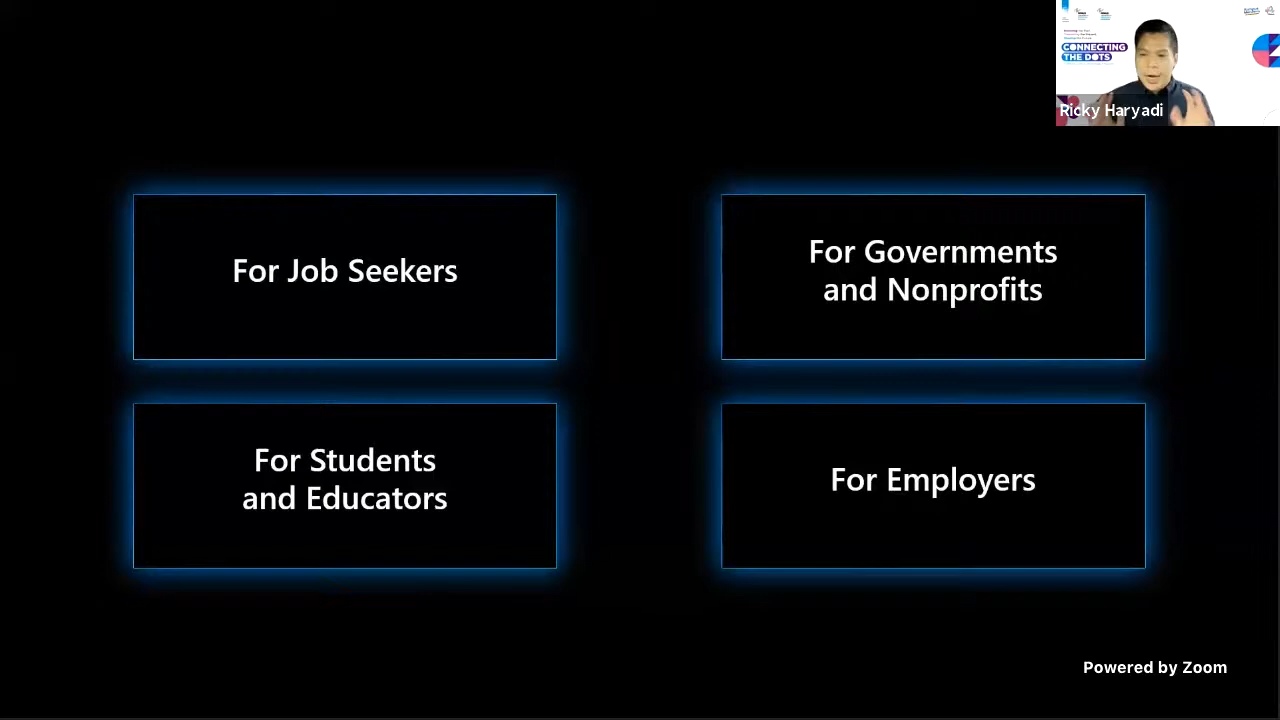 CONNECTING
THE DOTS
Ricky Haryadi
For Job Seekers
For Governments
and Nonprofits
For Students
and Educators
For Employers
Powered by Zoom